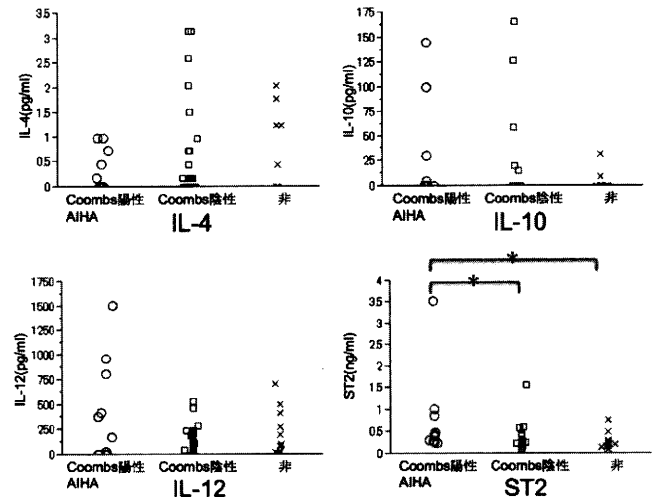 3.5
3
2.5
2
1.5
1
0.5
0
IL-4(pg/ml)
Coombs陽性 Coombs陰性 非
AIHA
IL-4
175
150
125
100
75
50
25
0
IL-10(pg/ml)
Coombs陽性 Coombs陰性 非
AIHA
IL-10
1750
1500
1250
1000
750
500
250
0
IL-12(pg/ml)
Coombs陽性 Coombs陰性 非
AIHA
IL-12
*
*
4
3.5
3
2.5
2
1.5
1
0.5
0
ST2(ng/ml)
Coombs陽性 Coombs陰性 非
AIHA
ST2